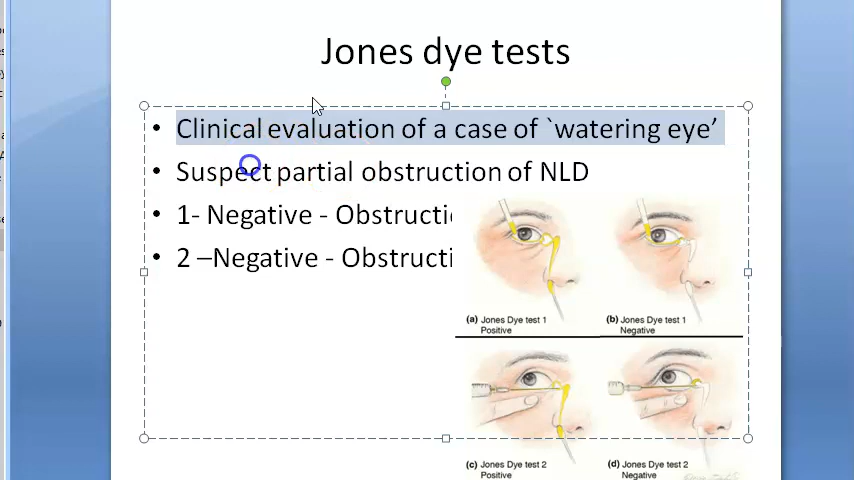 Jones dye tests
• Clinical evaluation of a case of `watering eye’
• Suspect partial obstruction of NLD
• 1- Negative - Obstructi
• 2 –Negative - Obstructi
(a) Jones Dye test 1
Positive
(b) Jones Dye test 1
Negative
(c) Jones Dye test 2
Positive
(d) Jones Dye test 2
Negative